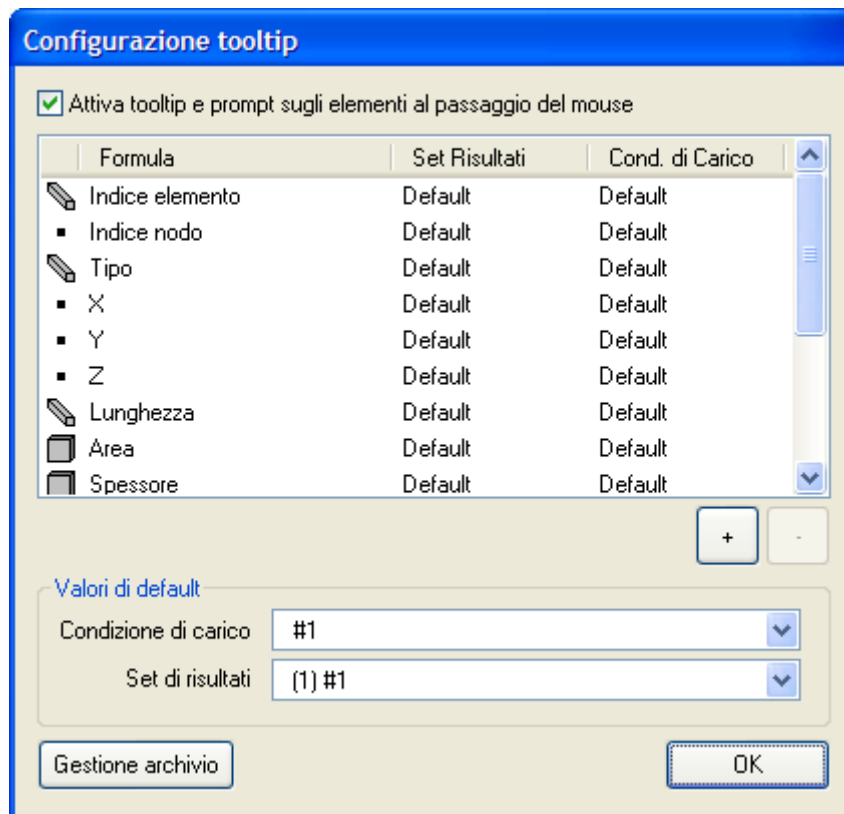 Configurazione tooltip
Attiva tooltip e prompt sugli elementi al passaggio del mouse
Formula Set Risultati Cond. di Carico
Indice elemento Default Default
Indice nodo Default Default
Tipo Default Default
X Default Default
Y Default Default
Z Default Default
Lunghezza Default Default
Area Default Default
Spessore Default Default
+ -
Valori di default
Condizione di carico #1
Set di risultati (1) #1
Gestione archivio OK